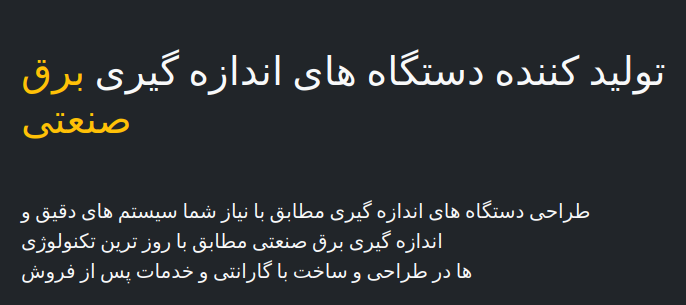 تولید کننده دستگاه های اندازه گیری برق
صنعتی
طراحی دستگاه های اندازه گیری مطابق با نیاز شما سیستم های دقیق و
اندازه گیری برق صنعتی مطابق با روز ترین تکنولوژی
ها در طراحی و ساخت با گارانتی و خدمات پس از فروش